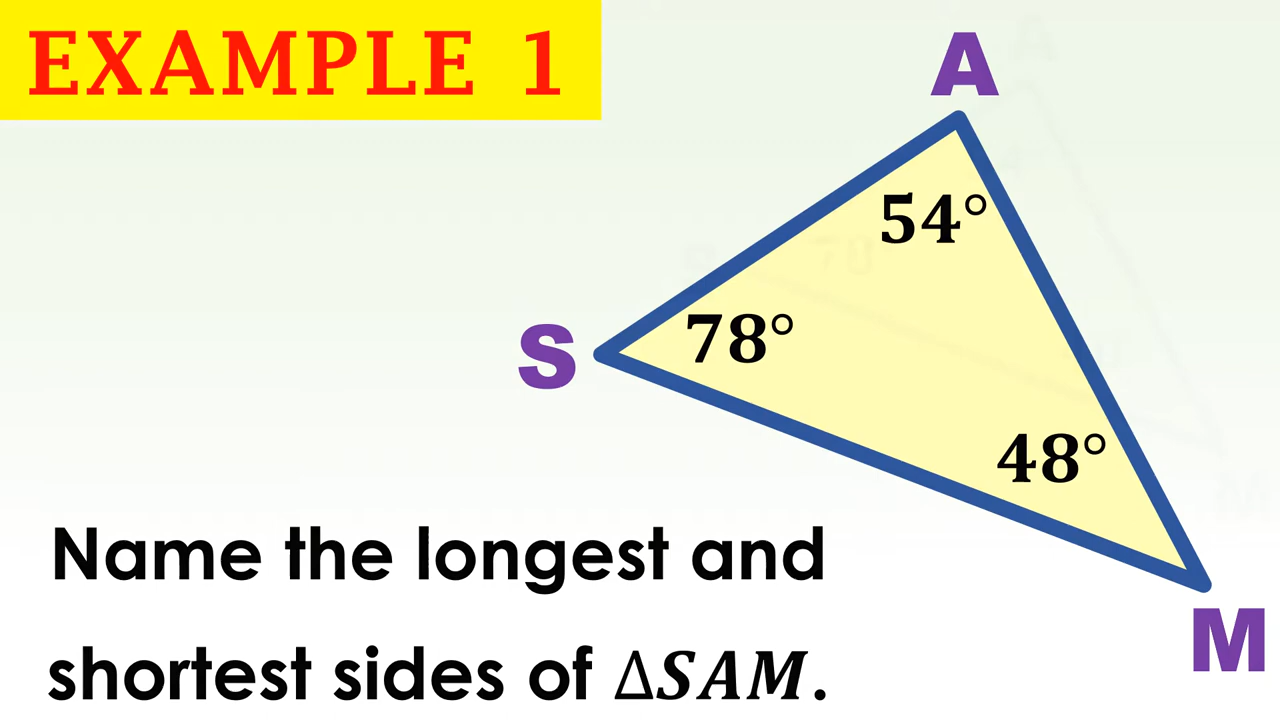 EXAMPLE 1
A
54°
S
78°
48°
Name the longest and
M
shortest sides of ΔSAM.